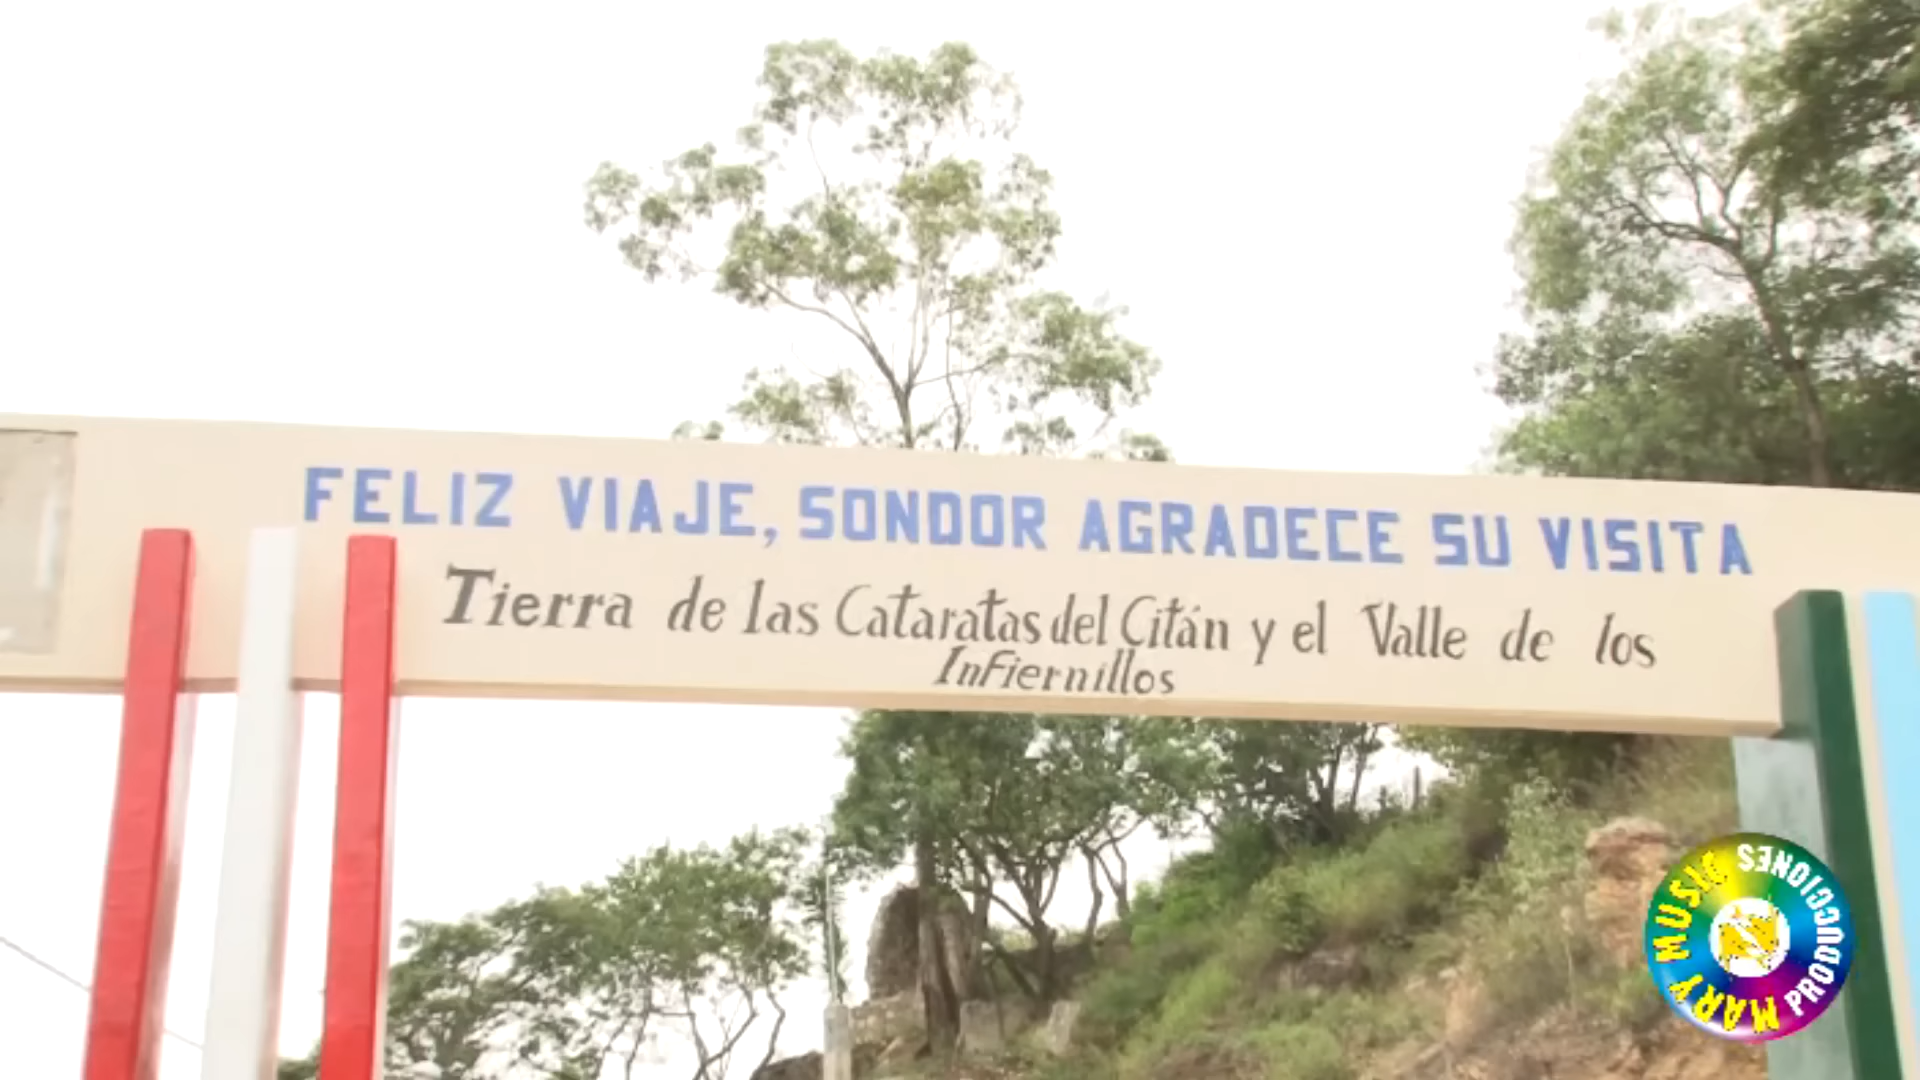 FELIZ VIAJE, SONDOR AGRADECE SU VISITA
Tierra de las Cataratas del Citán y el Valle de los
Infiernillos
MARY MUSIC PRODUCCIONES